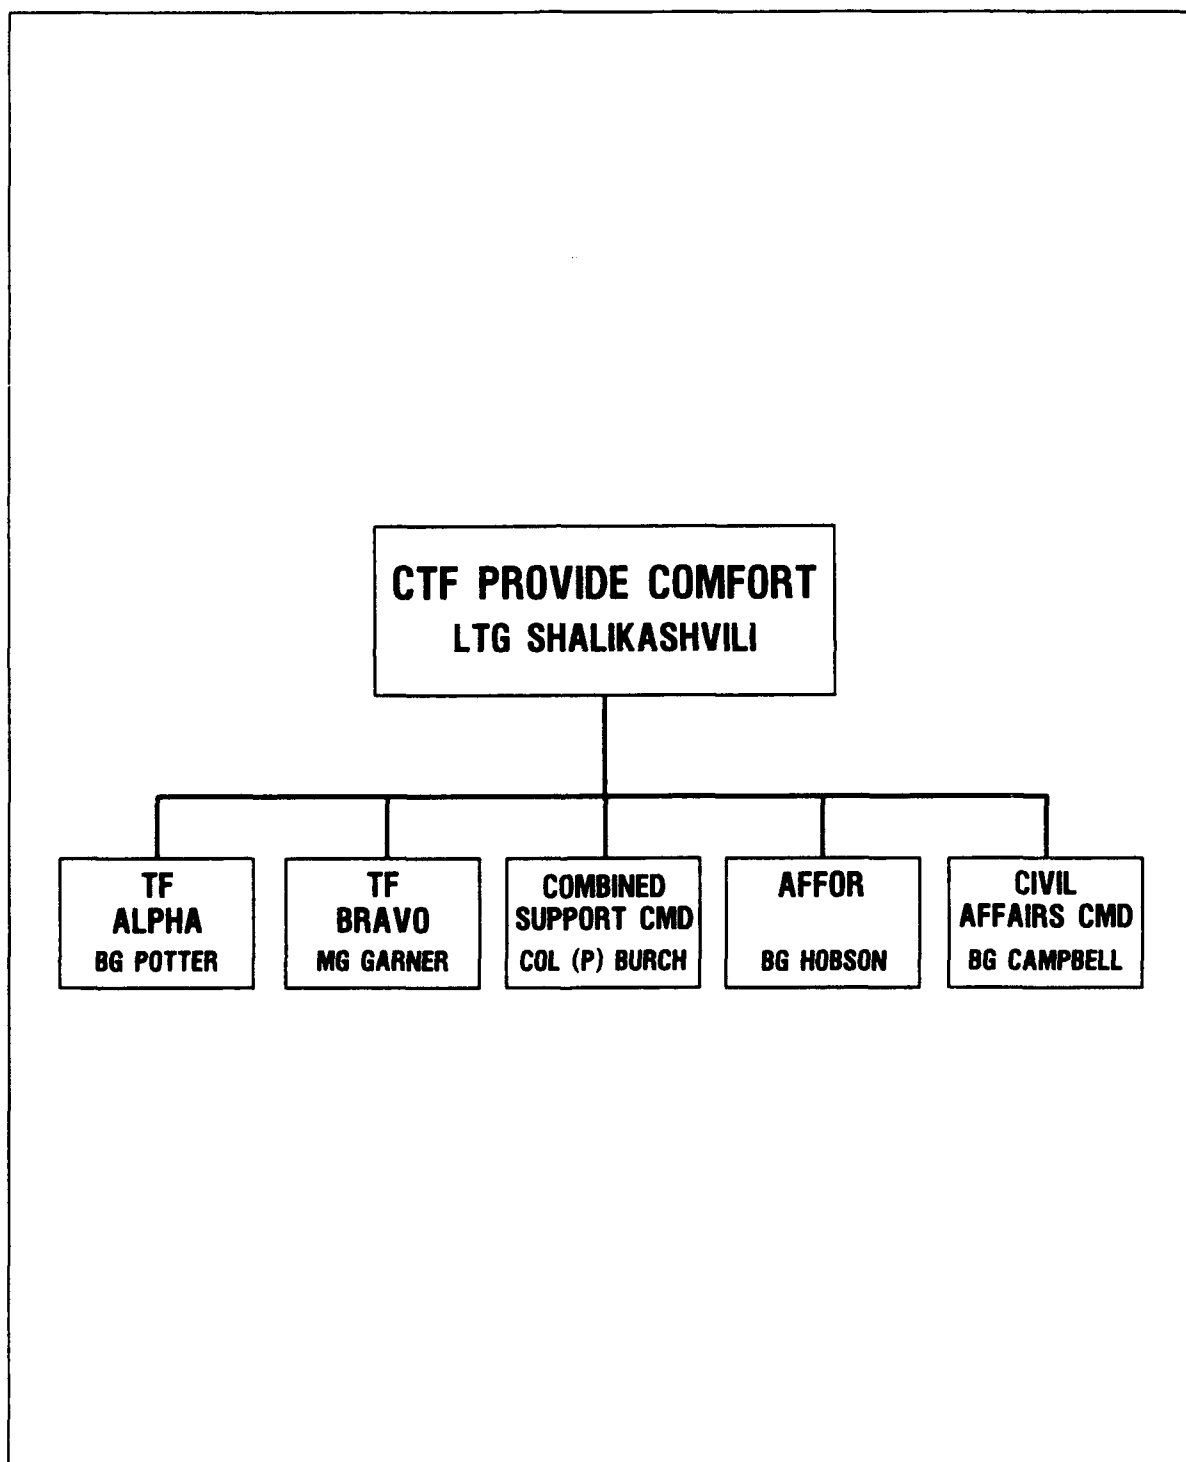 CTF PROVIDE COMFORT
LTG SHALIKASHVILI
TF
ALPHA
BG POTTER
TF
BRAVO
MG GARNER
COMBINED
SUPPORT CMD
COL (P) BURCH
AFFOR
BG HOBSON
CIVIL
AFFAIRS CMD
BG CAMPBELL